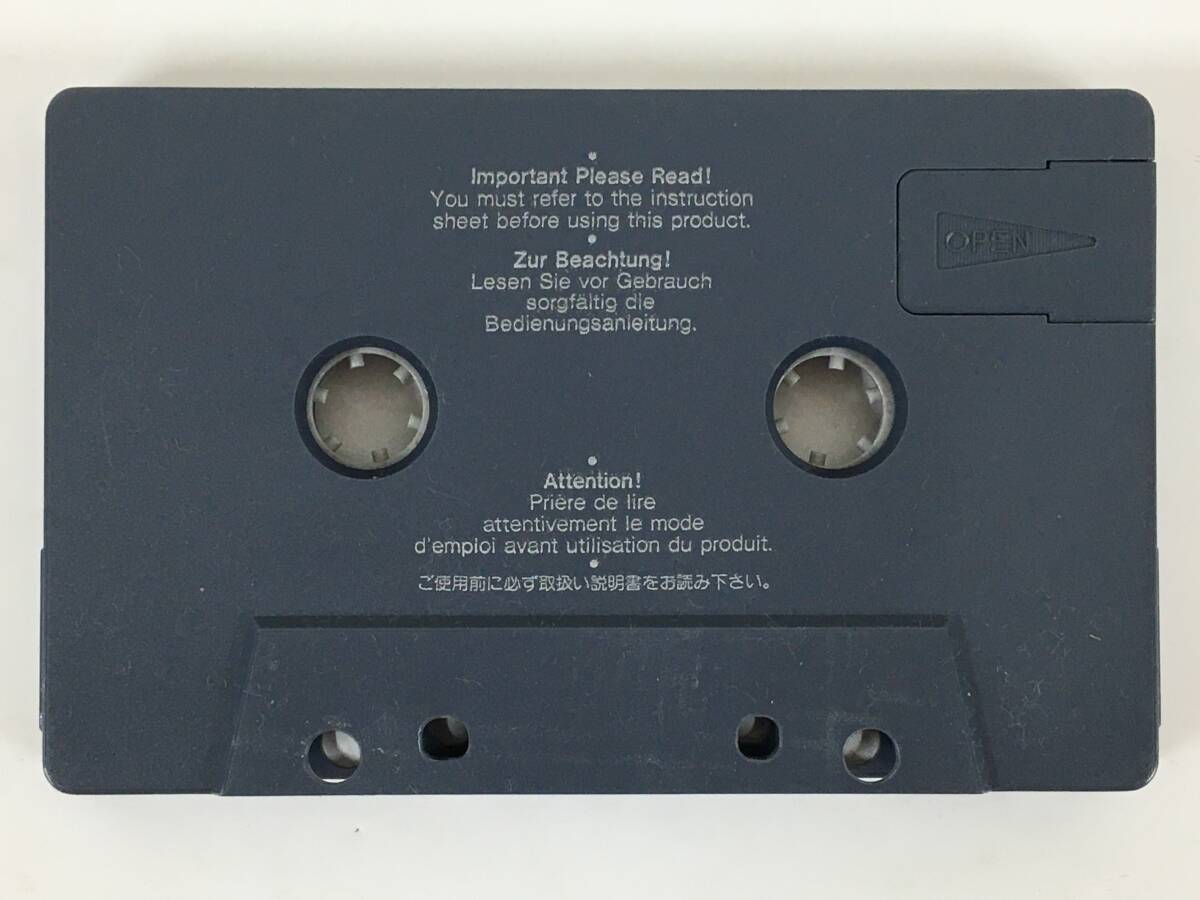 Important Please Read!
You must refer to the instruction
sheet before using this product.
Zur Beachtung!
Lesen Sie vor Gebrauch
sorgfältig die
Bedienungsanleitung.
OPEN
Attention!
Prière de lire
attentivement le mode
d'emploi avant utilisation du produit.
ご使用前に必ず取扱い説明書をお読み下さい。